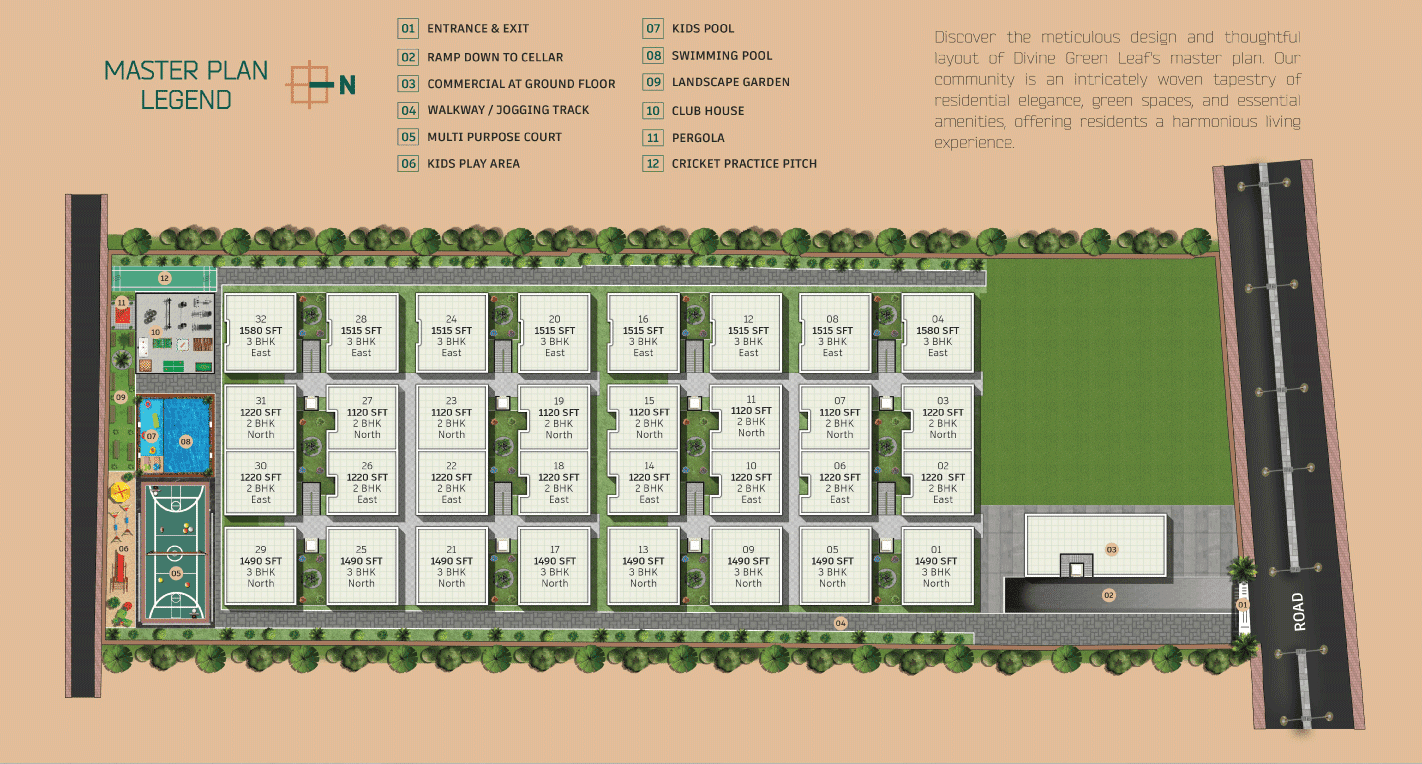 MASTER PLAN
LEGEND
N
01 ENTRANCE & EXIT
02 RAMP DOWN TO CELLAR
03 COMMERCIAL AT GROUND FLOOR
04 WALKWAY / JOGGING TRACK
05 MULTI PURPOSE COURT
06 KIDS PLAY AREA
07 KIDS POOL
08 SWIMMING POOL
09 LANDSCAPE GARDEN
10 CLUB HOUSE
11 PERGOLA
12 CRICKET PRACTICE PITCH
Discover the meticulous design and thoughtful
layout of Divine Green Leaf's master plan. Our
community is an intricately woven tapestry of
residential elegance, green spaces, and essential
amenities, offering residents a harmonious living
experience.
12
11
10
09
07
08
06
05
32
1580 SFT
3 BHK
East
28
1515 SFT
3 BHK
East
24
1515 SFT
3 BHK
East
20
1515 SFT
3 BHK
East
16
1515 SFT
3 BHK
East
12
1515 SFT
3 BHK
East
08
1515 SFT
3 BHK
East
04
1580 SFT
3 BHK
East
31
1220 SFT
2 BHK
North
27
1120 SFT
2 BHK
North
23
1120 SFT
2 BHK
North
19
1120 SFT
2 BHK
North
15
1120 SFT
2 BHK
North
11
1120 SFT
2 BHK
North
07
1120 SFT
2 BHK
North
03
1220 SFT
2 BHK
North
30
1220 SFT
2 BHK
East
26
1220 SFT
2 BHK
East
22
1220 SFT
2 BHK
East
18
1220 SFT
2 BHK
East
14
1220 SFT
2 BHK
East
10
1220 SFT
2 BHK
East
06
1220 SFT
2 BHK
East
02
1220 SFT
2 BHK
East
29
1490 SFT
3 BHK
North
25
1490 SFT
3 BHK
North
21
1490 SFT
3 BHK
North
17
1490 SFT
3 BHK
North
13
1490 SFT
3 BHK
North
09
1490 SFT
3 BHK
North
05
1490 SFT
3 BHK
North
01
1490 SFT
3 BHK
North
03
02
01
04
ROAD